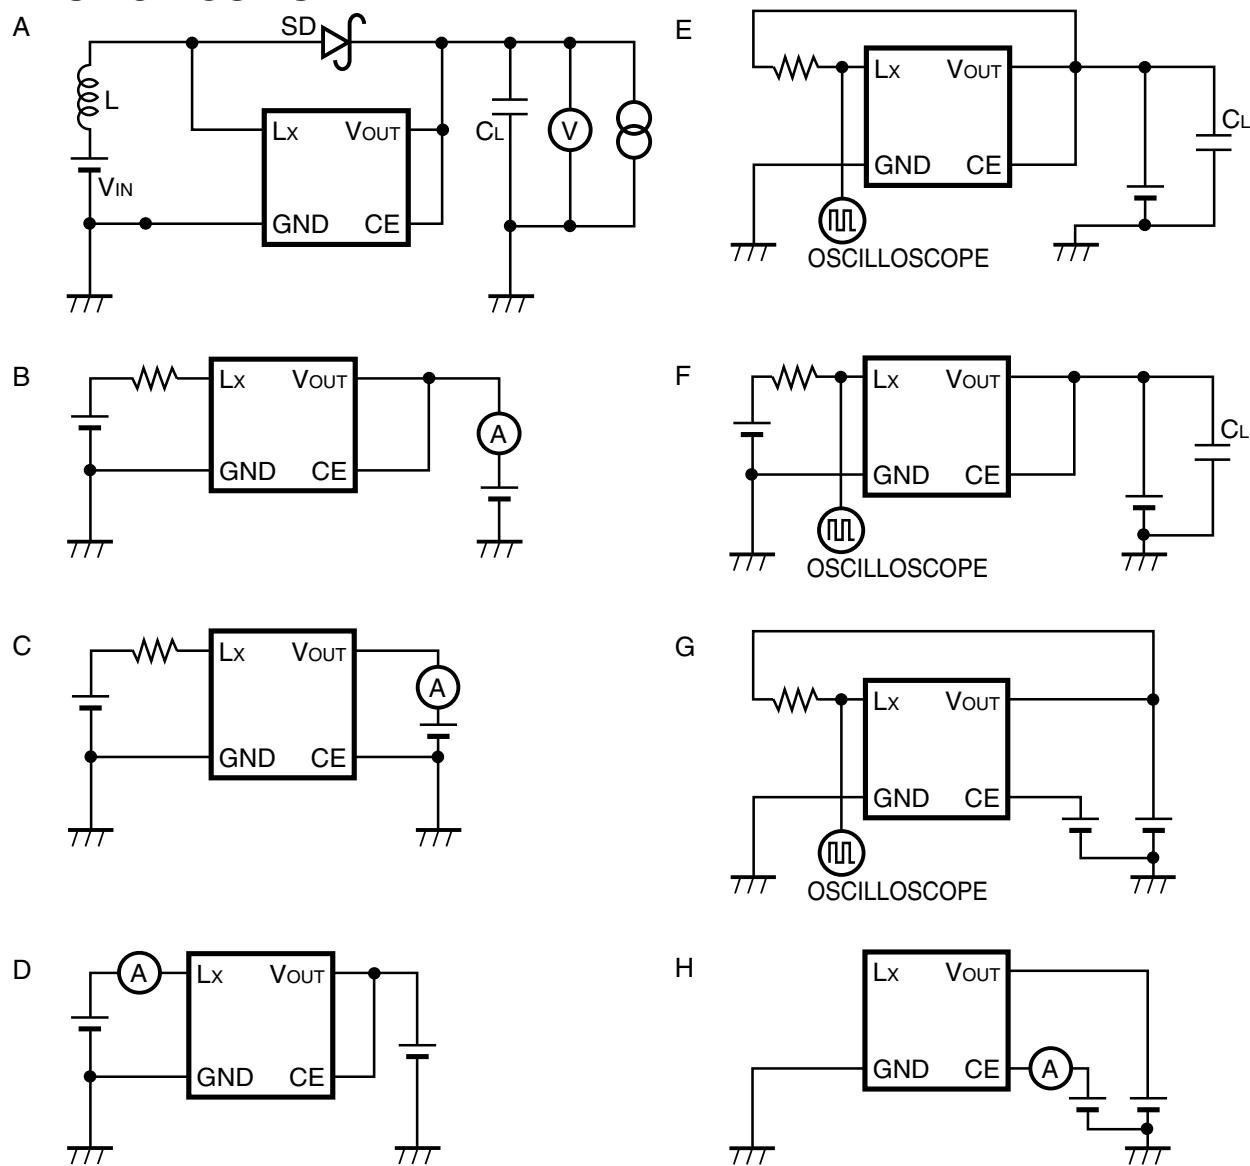 A
SD
L
VIN
LX VOUT
GND CE
CL
V
B
LX VOUT
GND CE
A
C
LX VOUT
GND CE
A
D
A
LX VOUT
GND CE
E
LX VOUT
GND CE
CL
OSCILLOSCOPE
F
LX VOUT
GND CE
CL
OSCILLOSCOPE
G
LX VOUT
GND CE
OSCILLOSCOPE
H
LX VOUT
GND CE
A